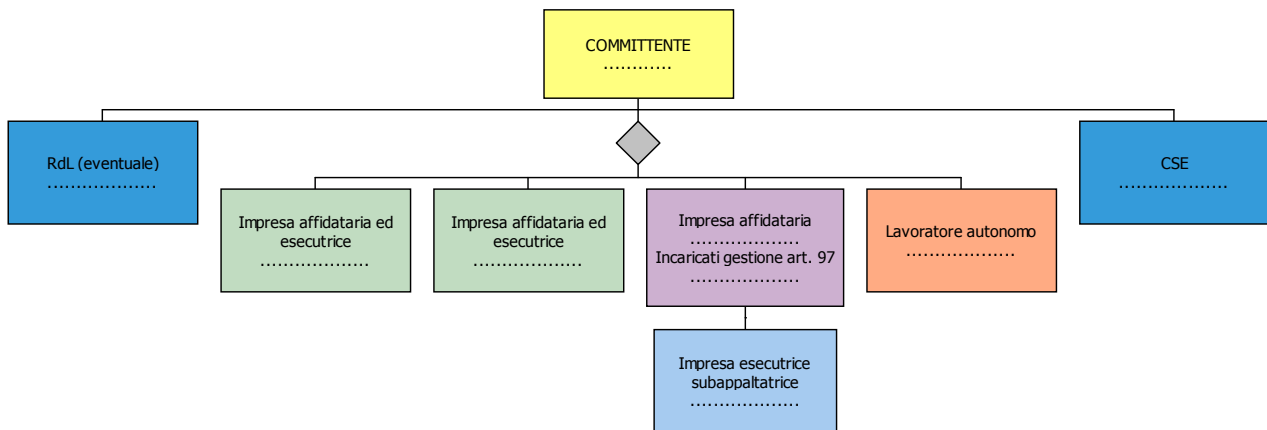 COMMITTENTE
............
RdL (eventuale)
...................
CSE
...................
Impresa affidataria ed
esecutrice
...................
Impresa affidataria ed
esecutrice
...................
Impresa affidataria
...................
Incaricati gestione art. 97
...................
Lavoratore autonomo
...................
Impresa esecutrice
subappaltatrice
...................